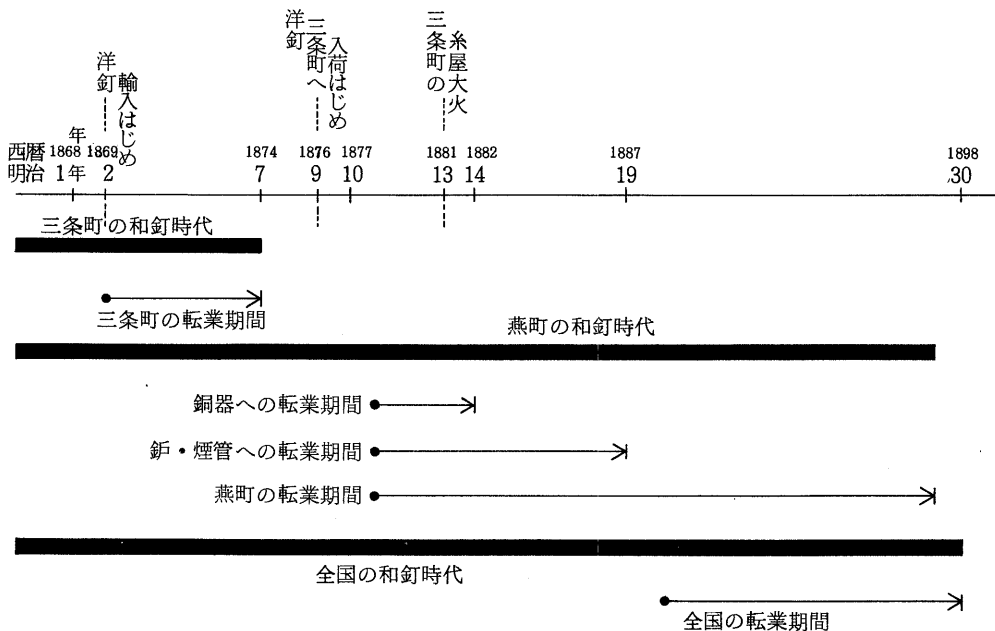 洋釘
輸入はじめ
洋釘
三条町へ
入荷はじめ
三条町の
糸屋大火
年
西暦 1868 1869 1874 1876 1877 1881 1882 1887 1898
明治 1年 2 7 9 10 13 14 19 30
三条町の和釘時代
三条町の転業期間
燕町の和釘時代
銅器への転業期間
鈩・煙管への転業期間
燕町の転業期間
全国の和釘時代
全国の転業期間